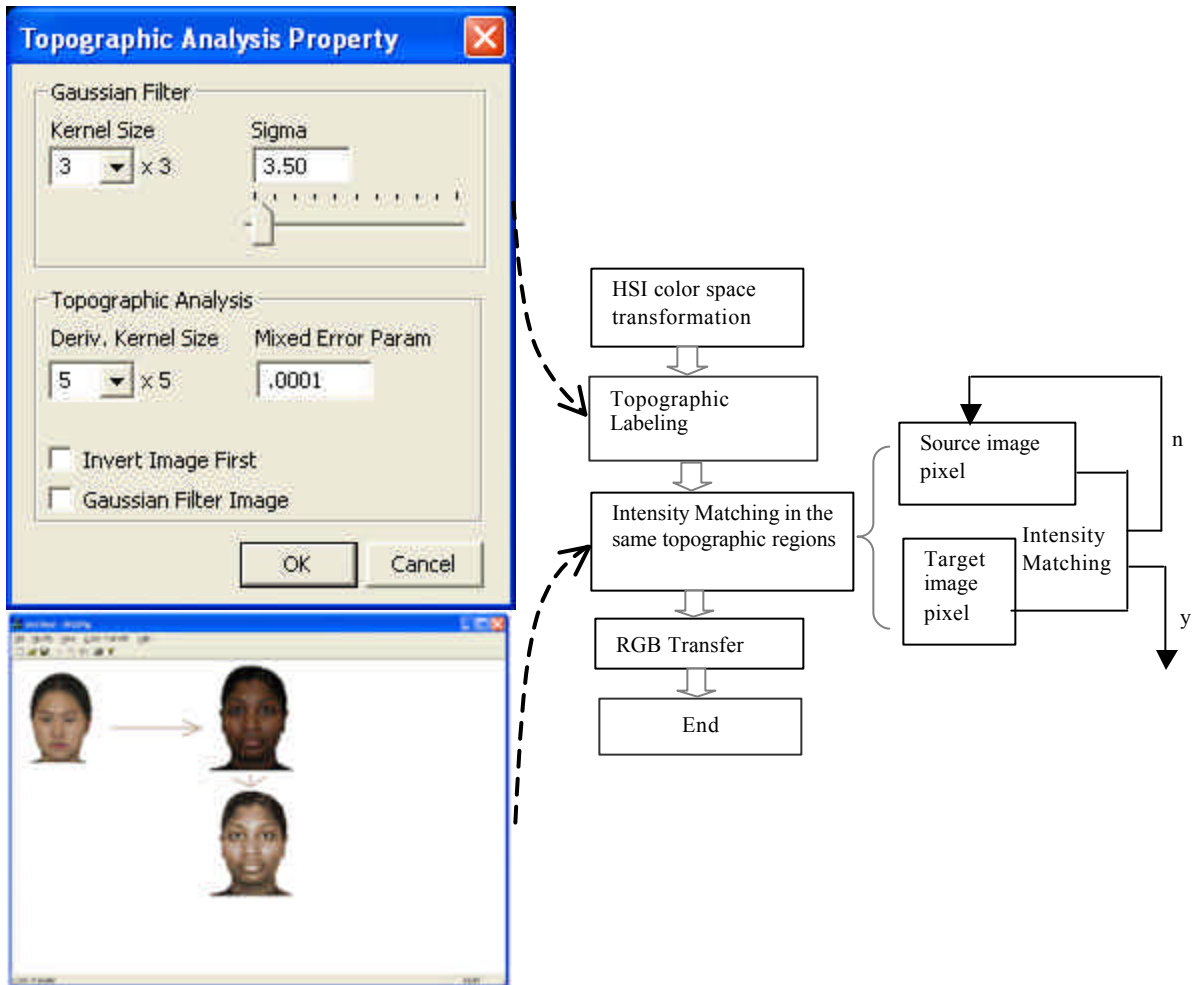 Topographic Analysis Property
Gaussian Filter
Kernel Size
Sigma
3
x 3
3.50
Topographic Analysis
Deriv. Kernel Size
Mixed Error Param
5
x 5
.0001
Invert Image First
Gaussian Filter Image
OK
Cancel
HSI color space
transformation
Topographic
Labeling
Intensity Matching in the
same topographic regions
RGB Transfer
End
Source image
pixel
Target
image
pixel
Intensity
Matching
n
y